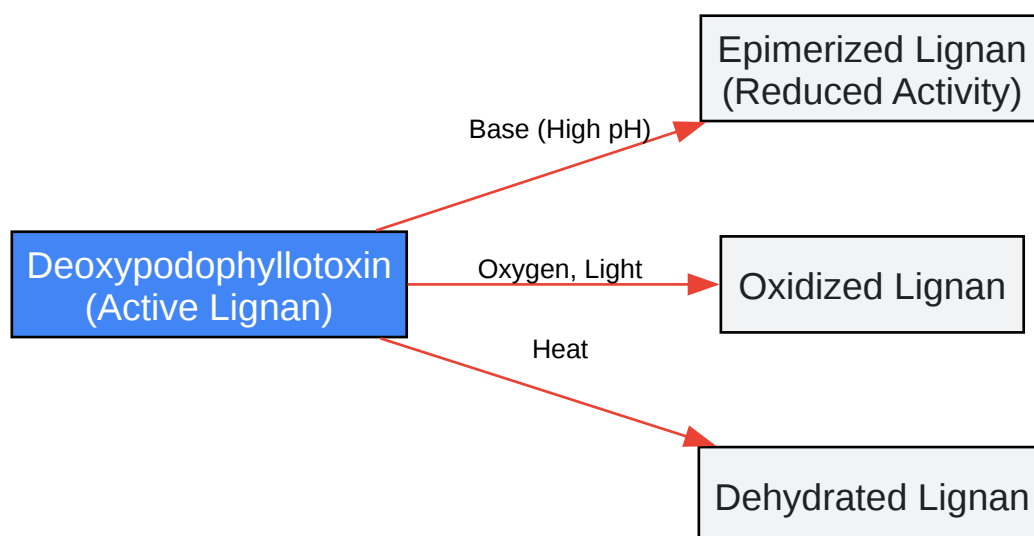 Epimerized Lignan
(Reduced Activity)
Base (High pH)
Deoxypodophyllotoxin
(Active Lignan)
Oxygen, Light
Oxidized Lignan
Heat
Dehydrated Lignan